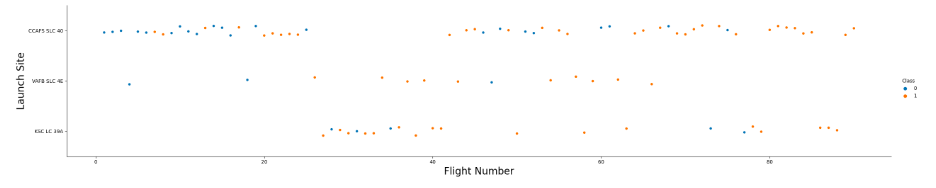 CCAFS SLC 40
VAFB SLC 4E
KSC LC 39A
Launch Site
0
20
40
60
80
Flight Number
Class
0
1